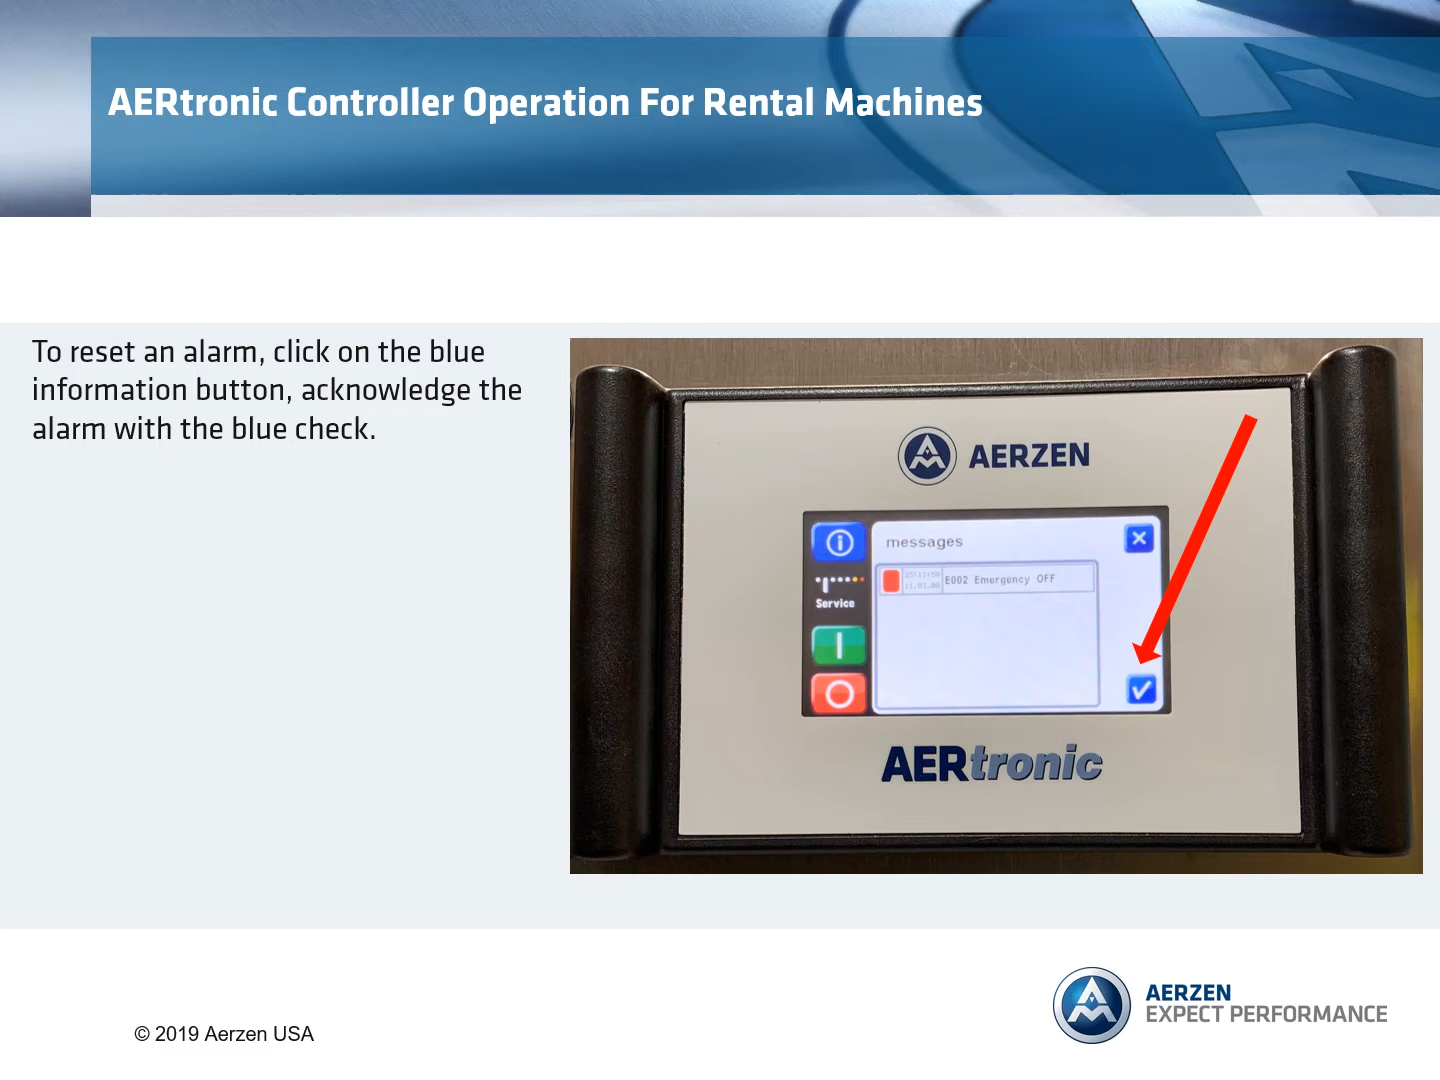 AERtronic Controller Operation For Rental Machines
To reset an alarm, click on the blue
information button, acknowledge the
alarm with the blue check.
AERZEN
messages
E002 Emergency OFF
Service
AERtronic
© 2019 Aerzen USA
AERZEN
EXPECT PERFORMANCE